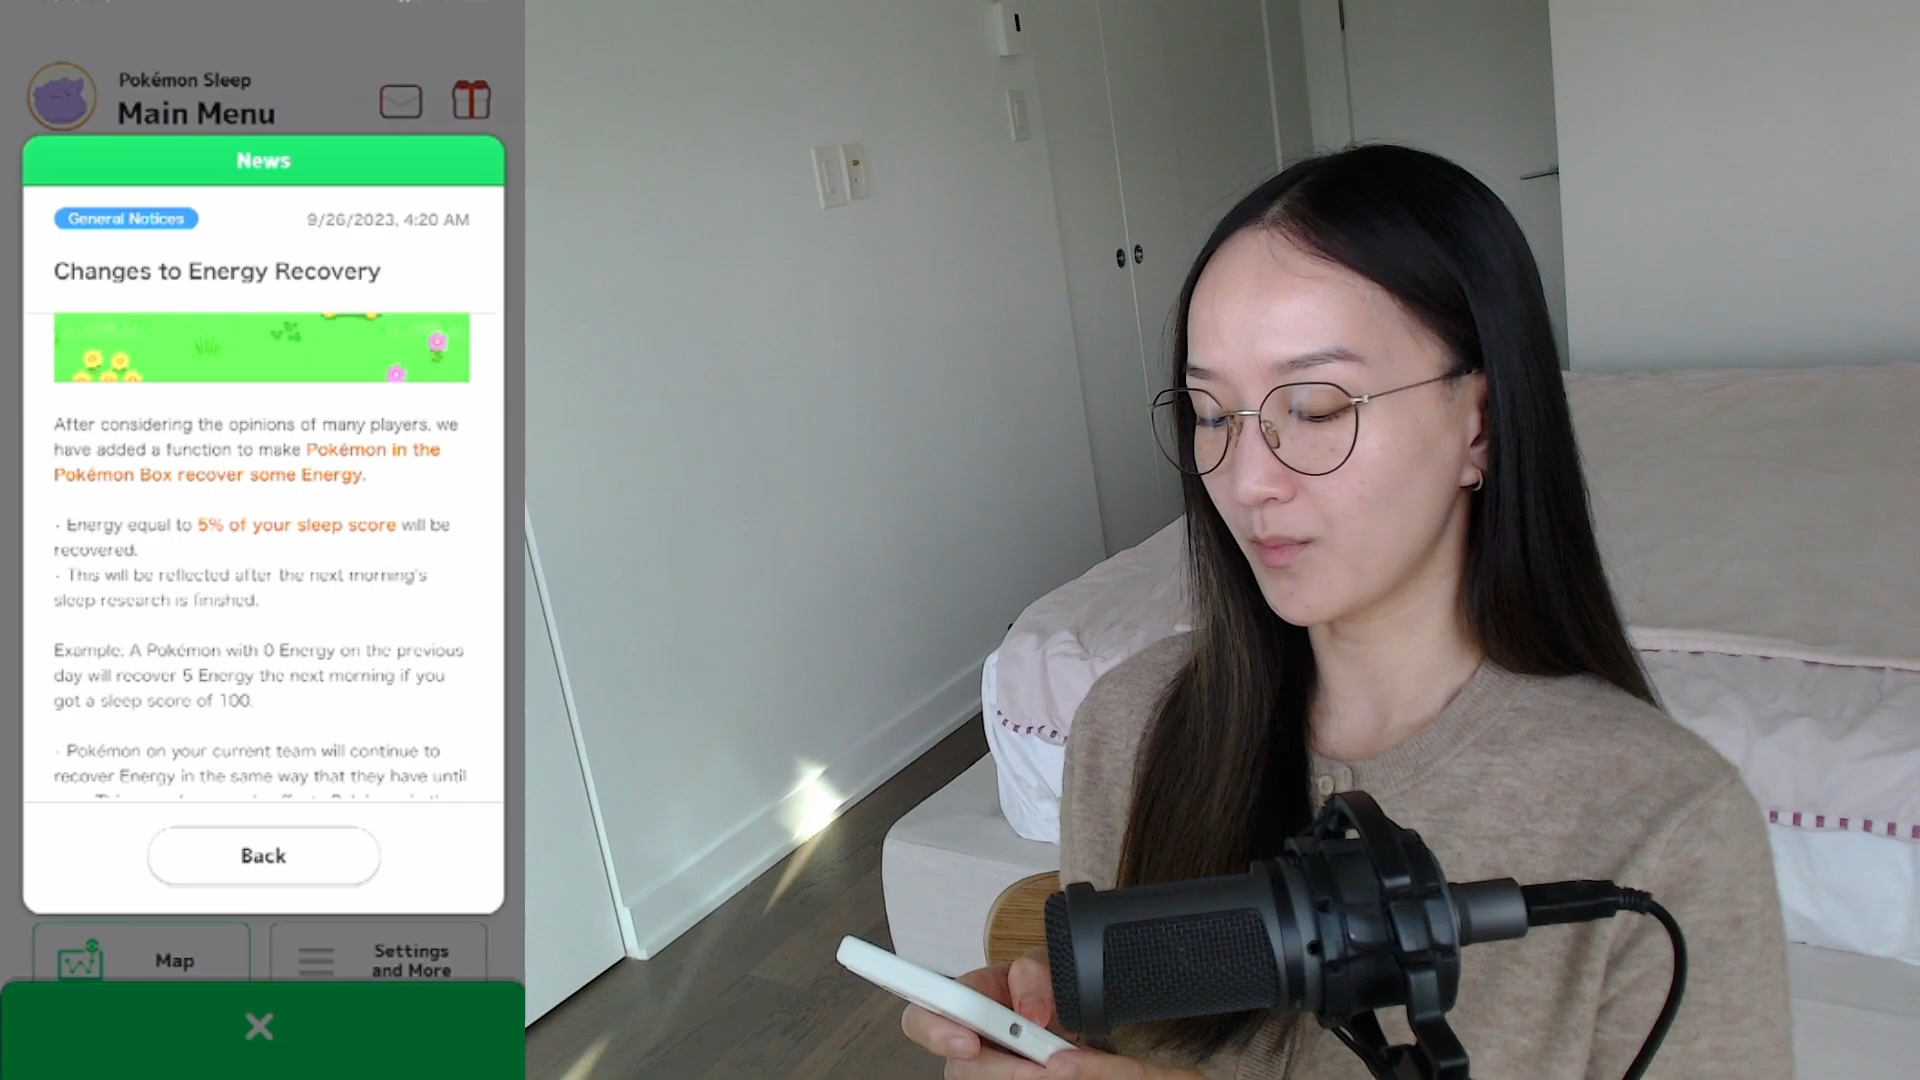 Pokémon Sleep
Main Menu
News
General Notices
9/26/2023, 4:20 AM
Changes to Energy Recovery
After considering the opinions of many players, we
have added a function to make Pokémon in the
Pokémon Box recover some Energy.
- Energy equal to 5% of your sleep score will be
recovered.
- This will be reflected after the next morning's
sleep research is finished.
Example: A Pokémon with 0 Energy on the previous
day will recover 5 Energy the next morning if you
got a sleep score of 100.
- Pokémon on your current team will continue to
recover Energy in the same way that they have until
Back
Map
Settings
and More